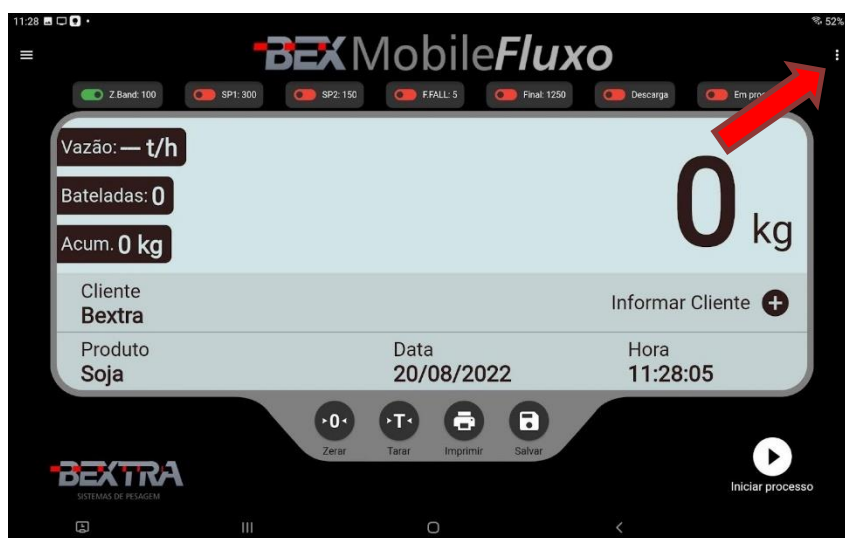 11:28
52%
BEX MobileFluxo
Z.Band: 100 SP1: 300 SP2: 150 F.FALL: 5 Final: 1250 Descarga Em
Vazão: — t/h
Bateladas: 0
Acum. 0 kg
0 kg
Cliente
Bextra
Informar Cliente
Produto
Soja
Data
20/08/2022
Hora
11:28:05
0 T
Zerar Tarar Imprimir Salvar
BEXTRA
SISTEMAS DE PESAGEM
Iniciar processo